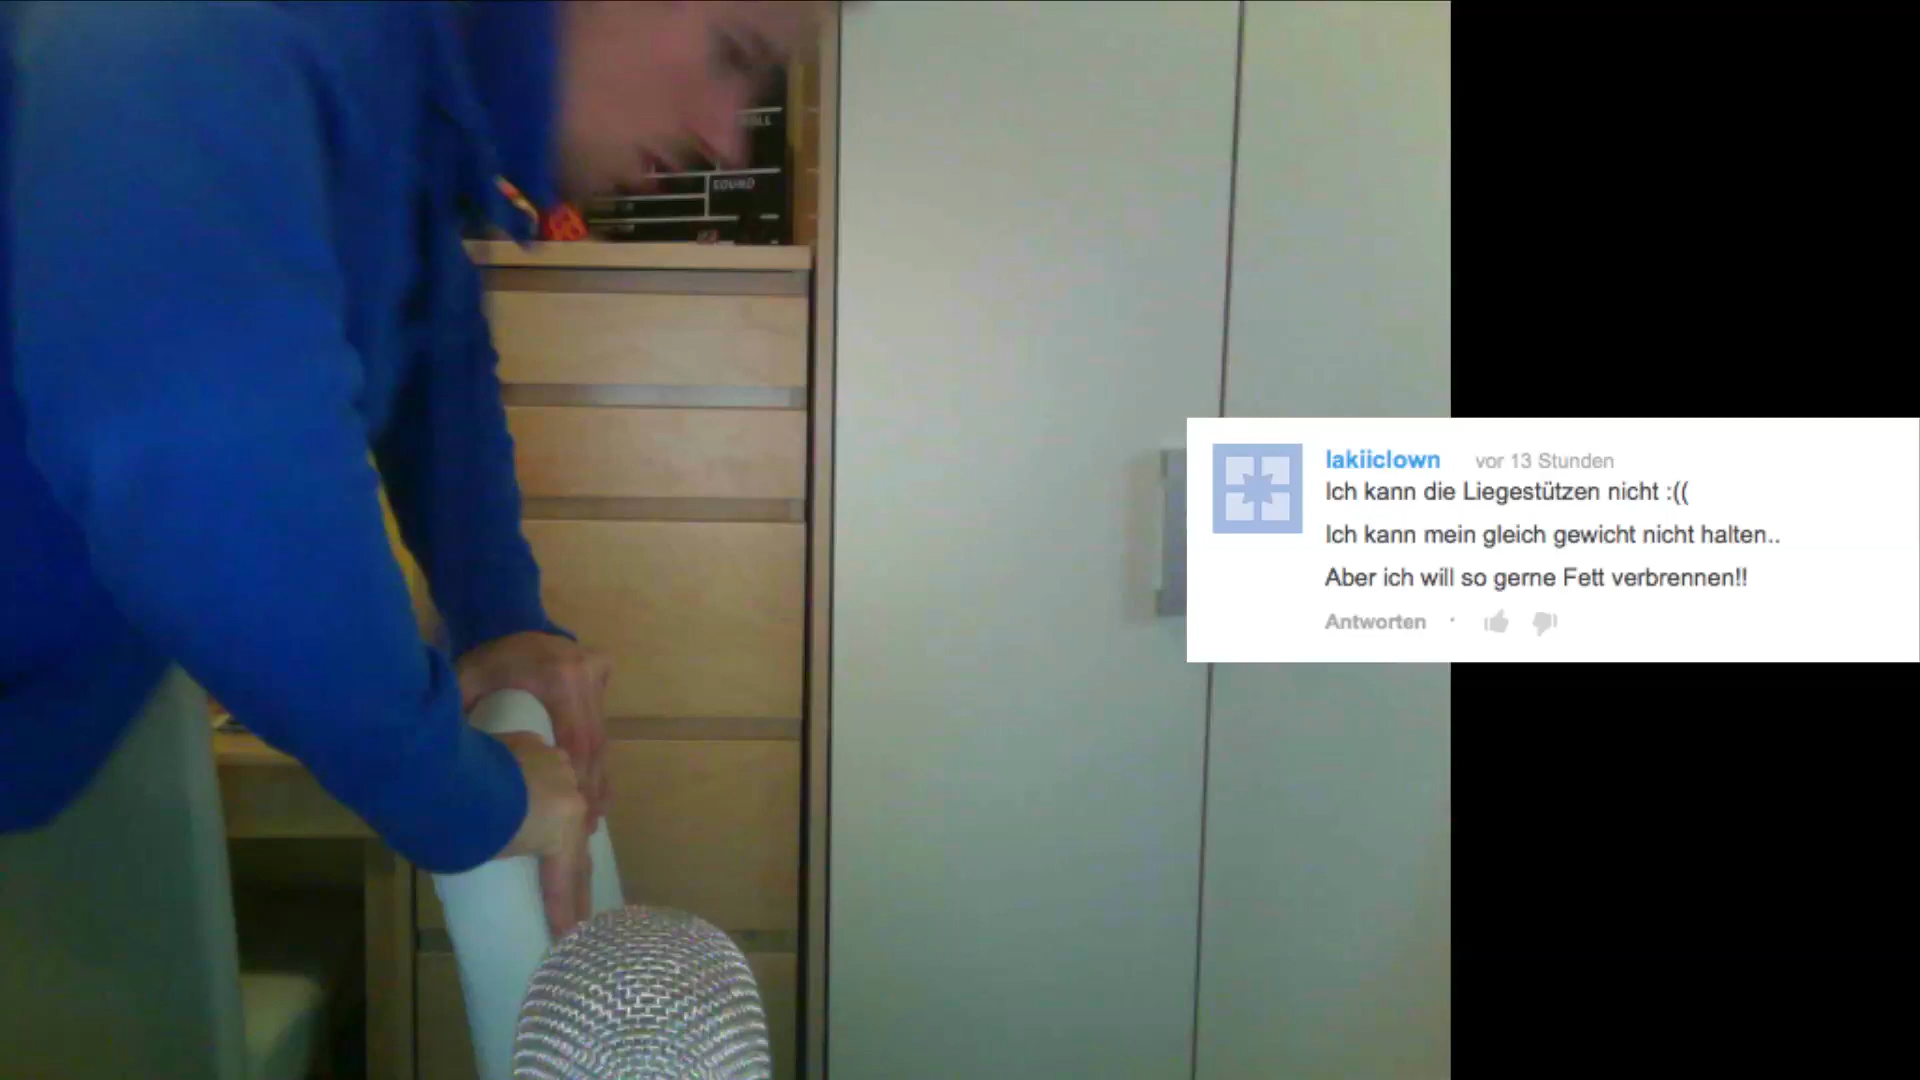 SOUND
lakiiclown vor 13 Stunden
Ich kann die Liegestützen nicht :((
Ich kann mein gleich gewicht nicht halten..
Aber ich will so gerne Fett verbrennen!!
Antworten ·